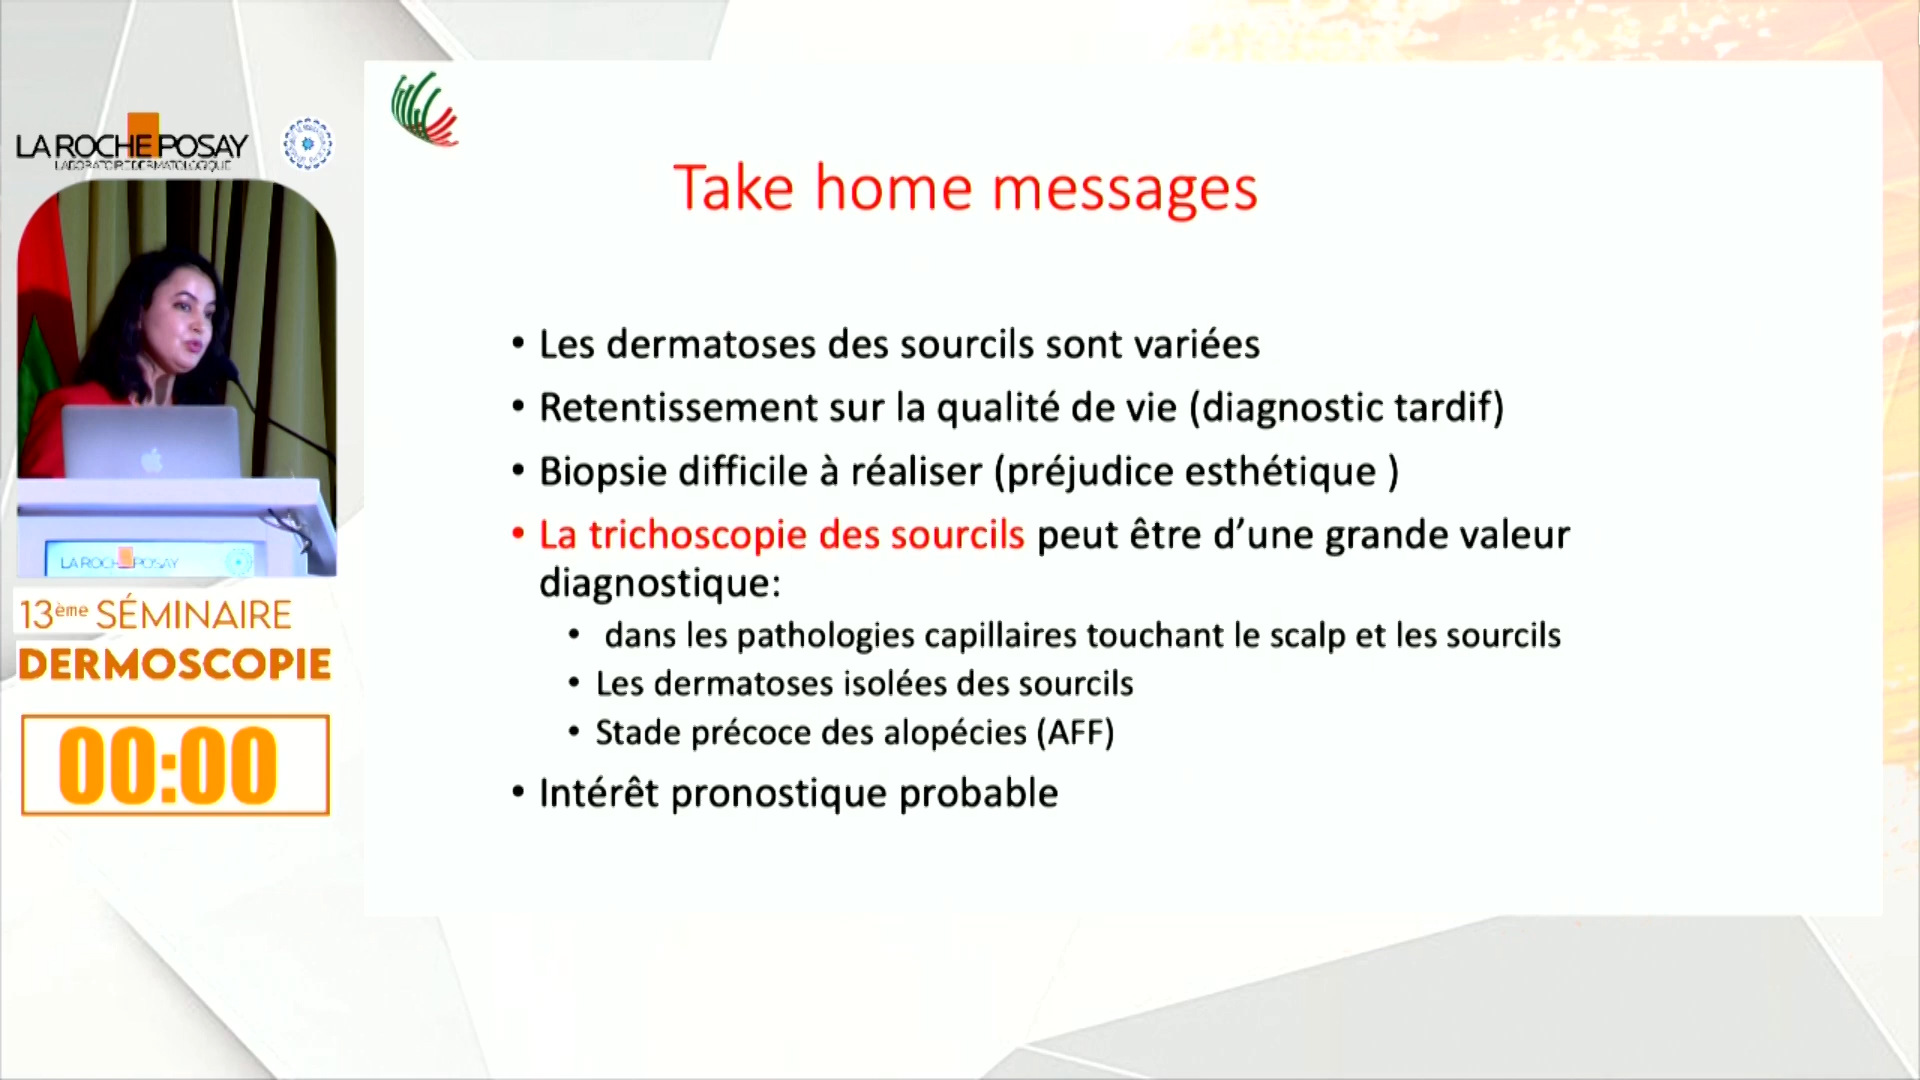 LA ROCHE POSAY
LABORATOIRE DERMATOLOGIQUE
Take home messages
• Les dermatoses des sourcils sont variées
• Retentissement sur la qualité de vie (diagnostic tardif)
• Biopsie difficile à réaliser (préjudice esthétique )
• La trichoscopie des sourcils peut être d’une grande valeur
diagnostique:
• dans les pathologies capillaires touchant le scalp et les sourcils
• Les dermatoses isolées des sourcils
• Stade précoce des alopécies (AFF)
• Intérêt pronostique probable
LA ROCHE POSAY
13ème SÉMINAIRE
DERMOSCOPIE
00:00